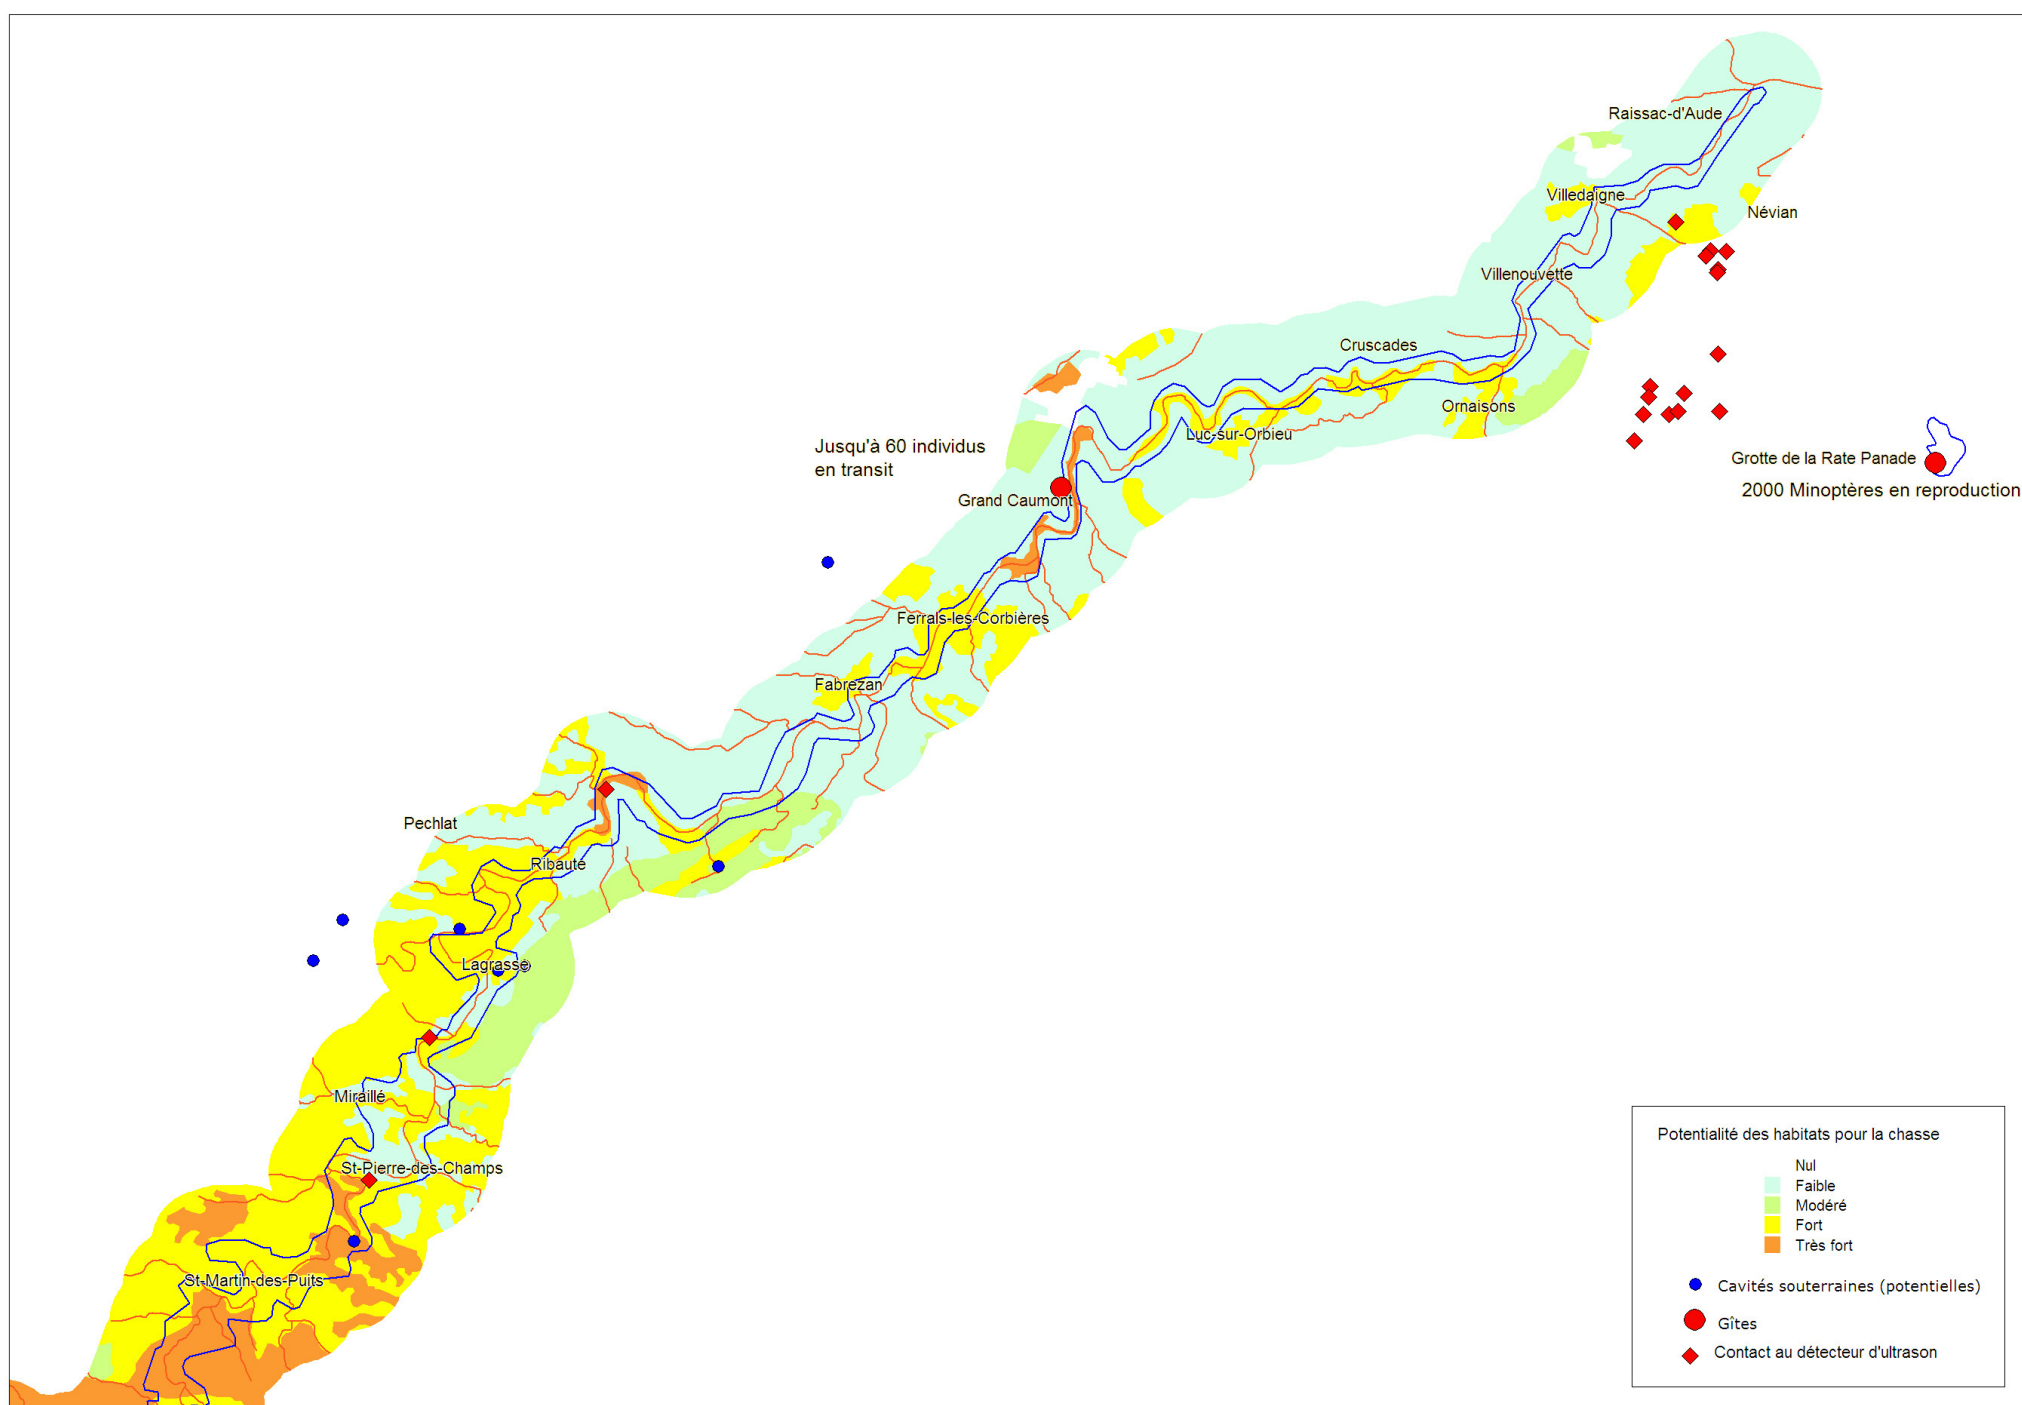 Raissac-d'Aude
Villedaigne
Névian
Villenouvette
Cruscades
Ornaisons
Luc-sur-Orbieu
Jusqu'à 60 individus
en transit
Grotte de la Rate Panade
2000 Minoptères en reproduction
Grand Caumont
Ferrals-les-Corbières
Fabrezan
Pechlat
Ribaute
Lagrasse
Miraillé
St-Pierre-des-Champs
St-Martin-des-Puits
Potentialité des habitats pour la chasse
Nul
Faible
Modéré
Fort
Très fort
Cavités souterraines (potentielles)
Gîtes
Contact au détecteur d'ultrason